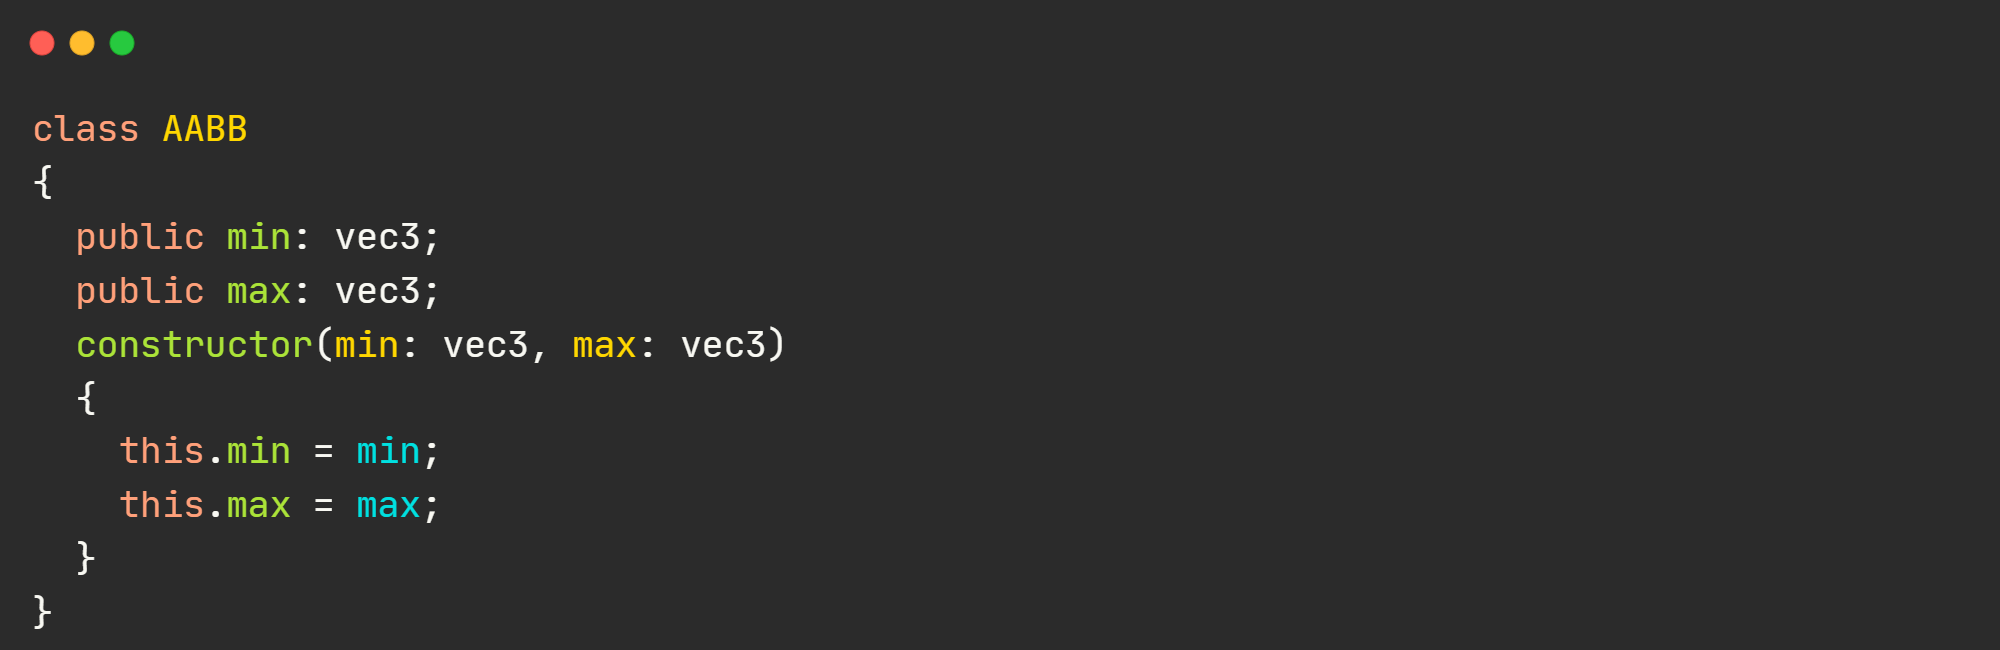 class AABB
{
  public min: vec3;
  public max: vec3;
  constructor(min: vec3, max: vec3)
  {
    this.min = min;
    this.max = max;
  }
}